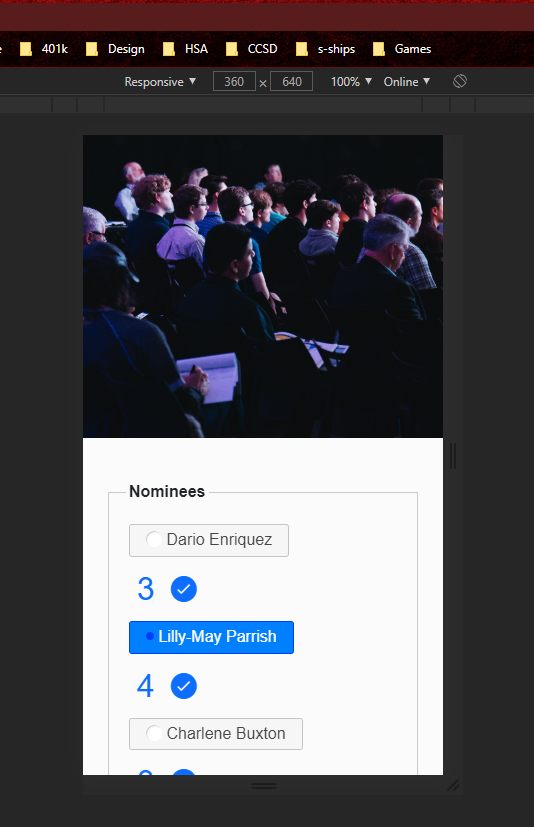 401k Design HSA CCSD s-ships Games
Responsive ▼ 360 × 640 100% ▼ Online ▼
Nominees
Dario Enriquez
3
Lilly-May Parrish
4
Charlene Buxton